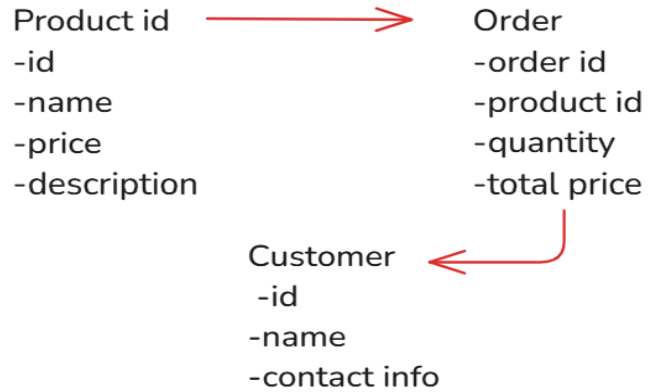 Product id
-id
-name
-price
-description
Order
-order id
-product id
-quantity
-total price
Customer
-id
-name
-contact info